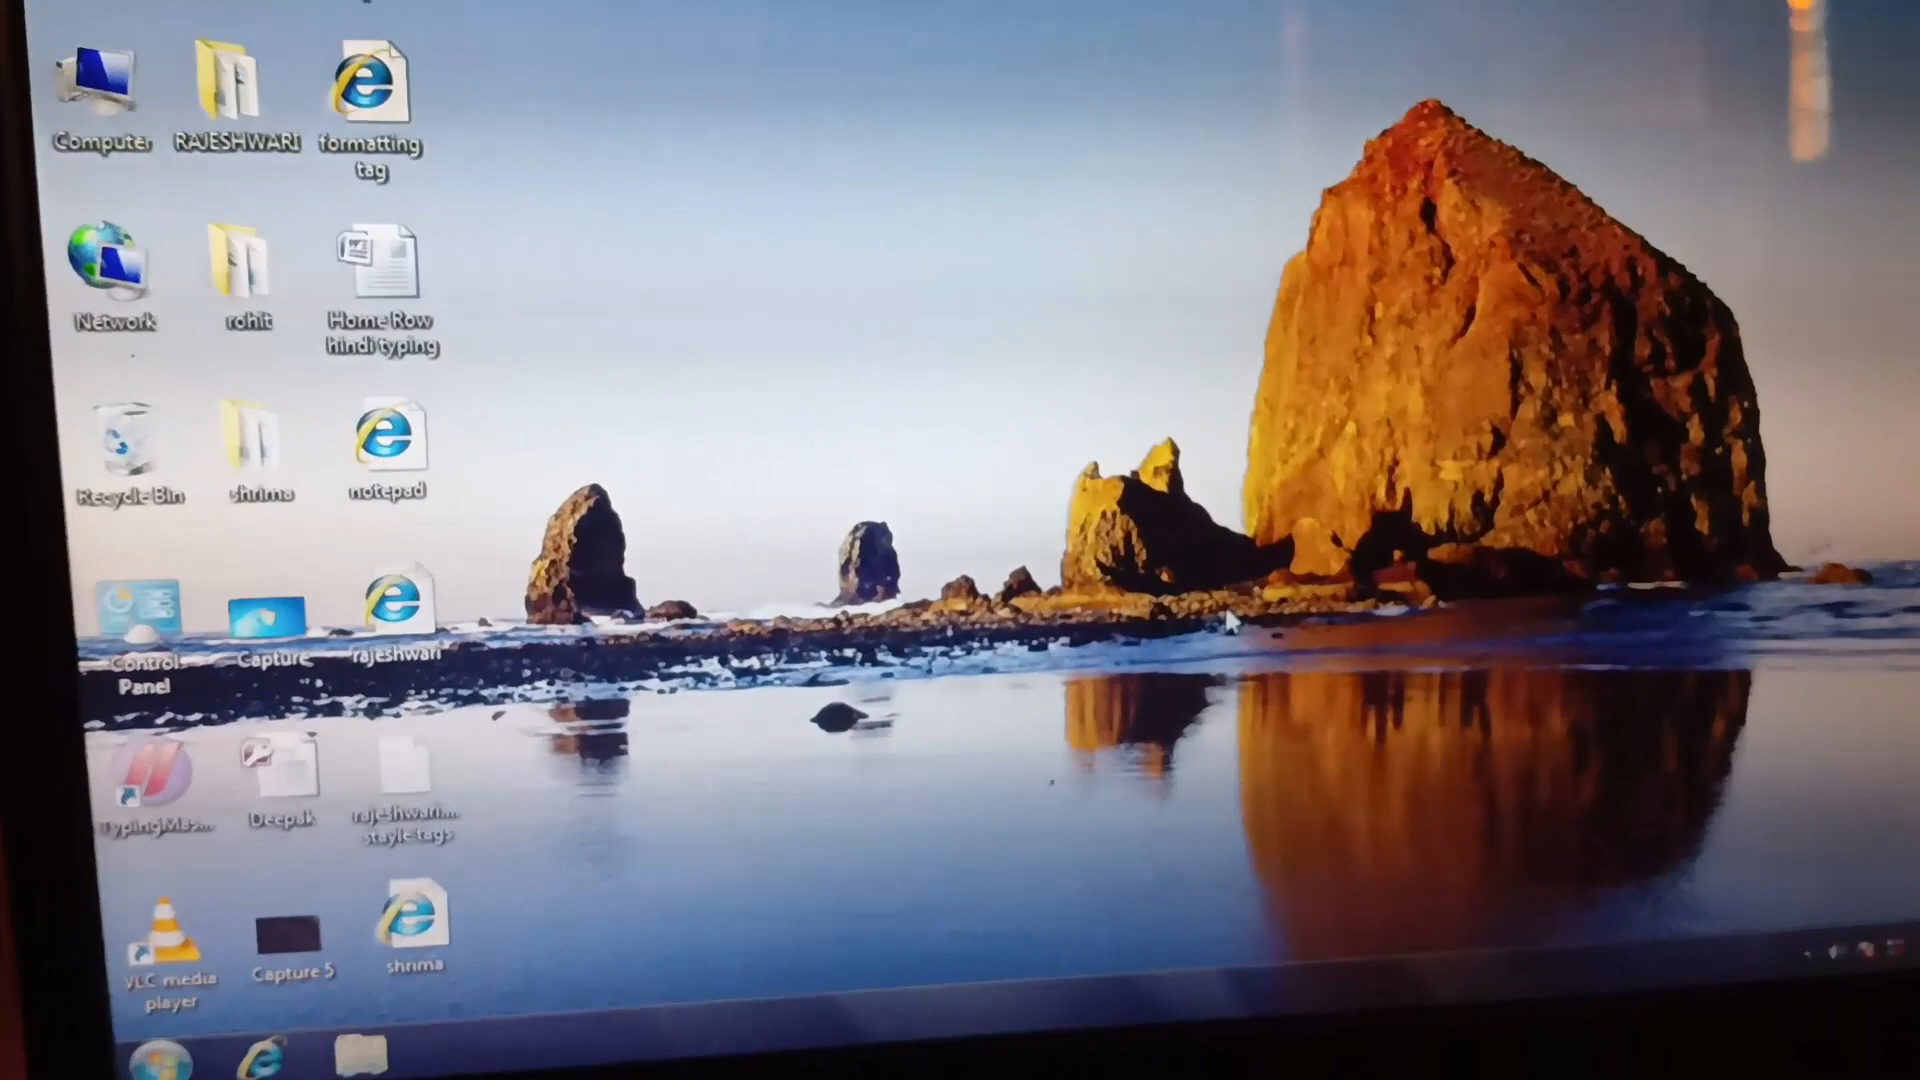 Computer
RAJESHWARI
formatting
tag
Network
rohit
Home Row
hindi typing
Recycle Bin
shrima
notepad
Controls
Panel
Capture
rajeshwari
TypingMas...
Deepak
rajeshwari...
stayle tags
VLC media
player
Capture 5
shrima